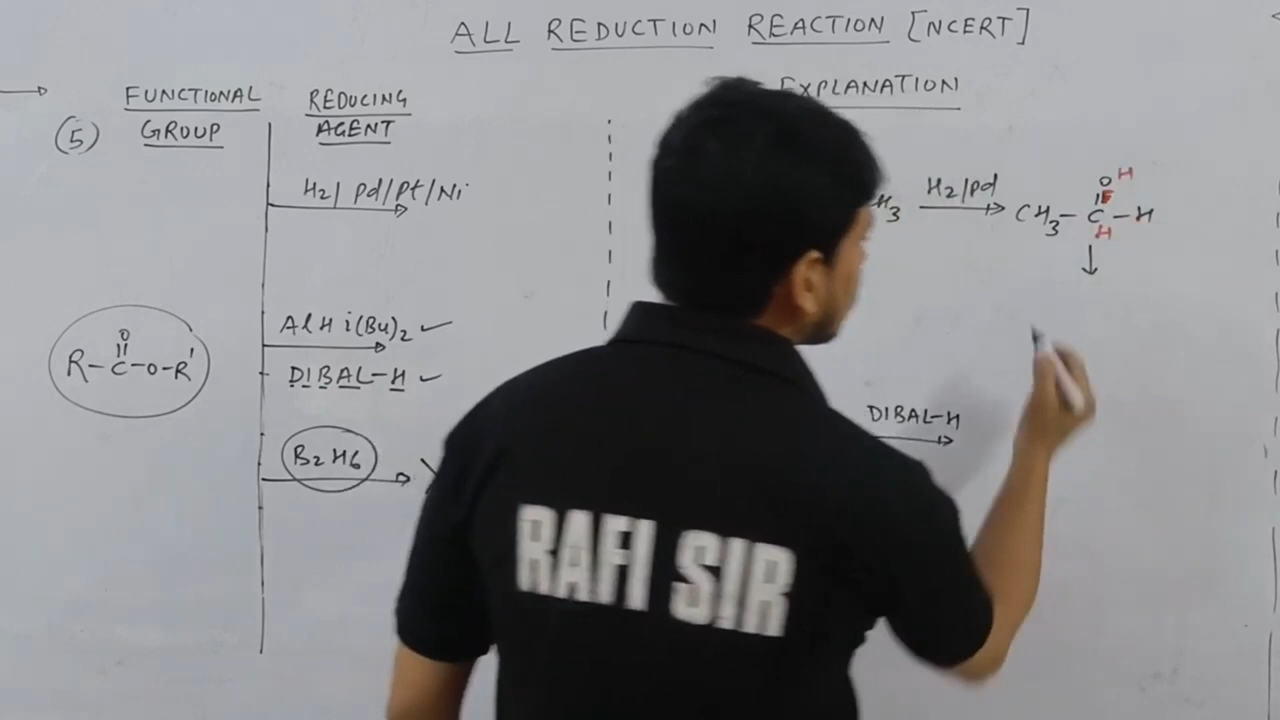 ALL REDUCTION REACTION [NCERT]
FUNCTIONAL GROUP
REDUCING AGENT
EXPLANATION
(5)
H2/ Pd/Pt/Ni
H3
H2/Pd
O H
CH3-C-H
H
AlH i(Bu)2 ✓
O
R-C-O-R'
DIBAL-H ✓
DIBAL-H
B2H6
RAFI SIR